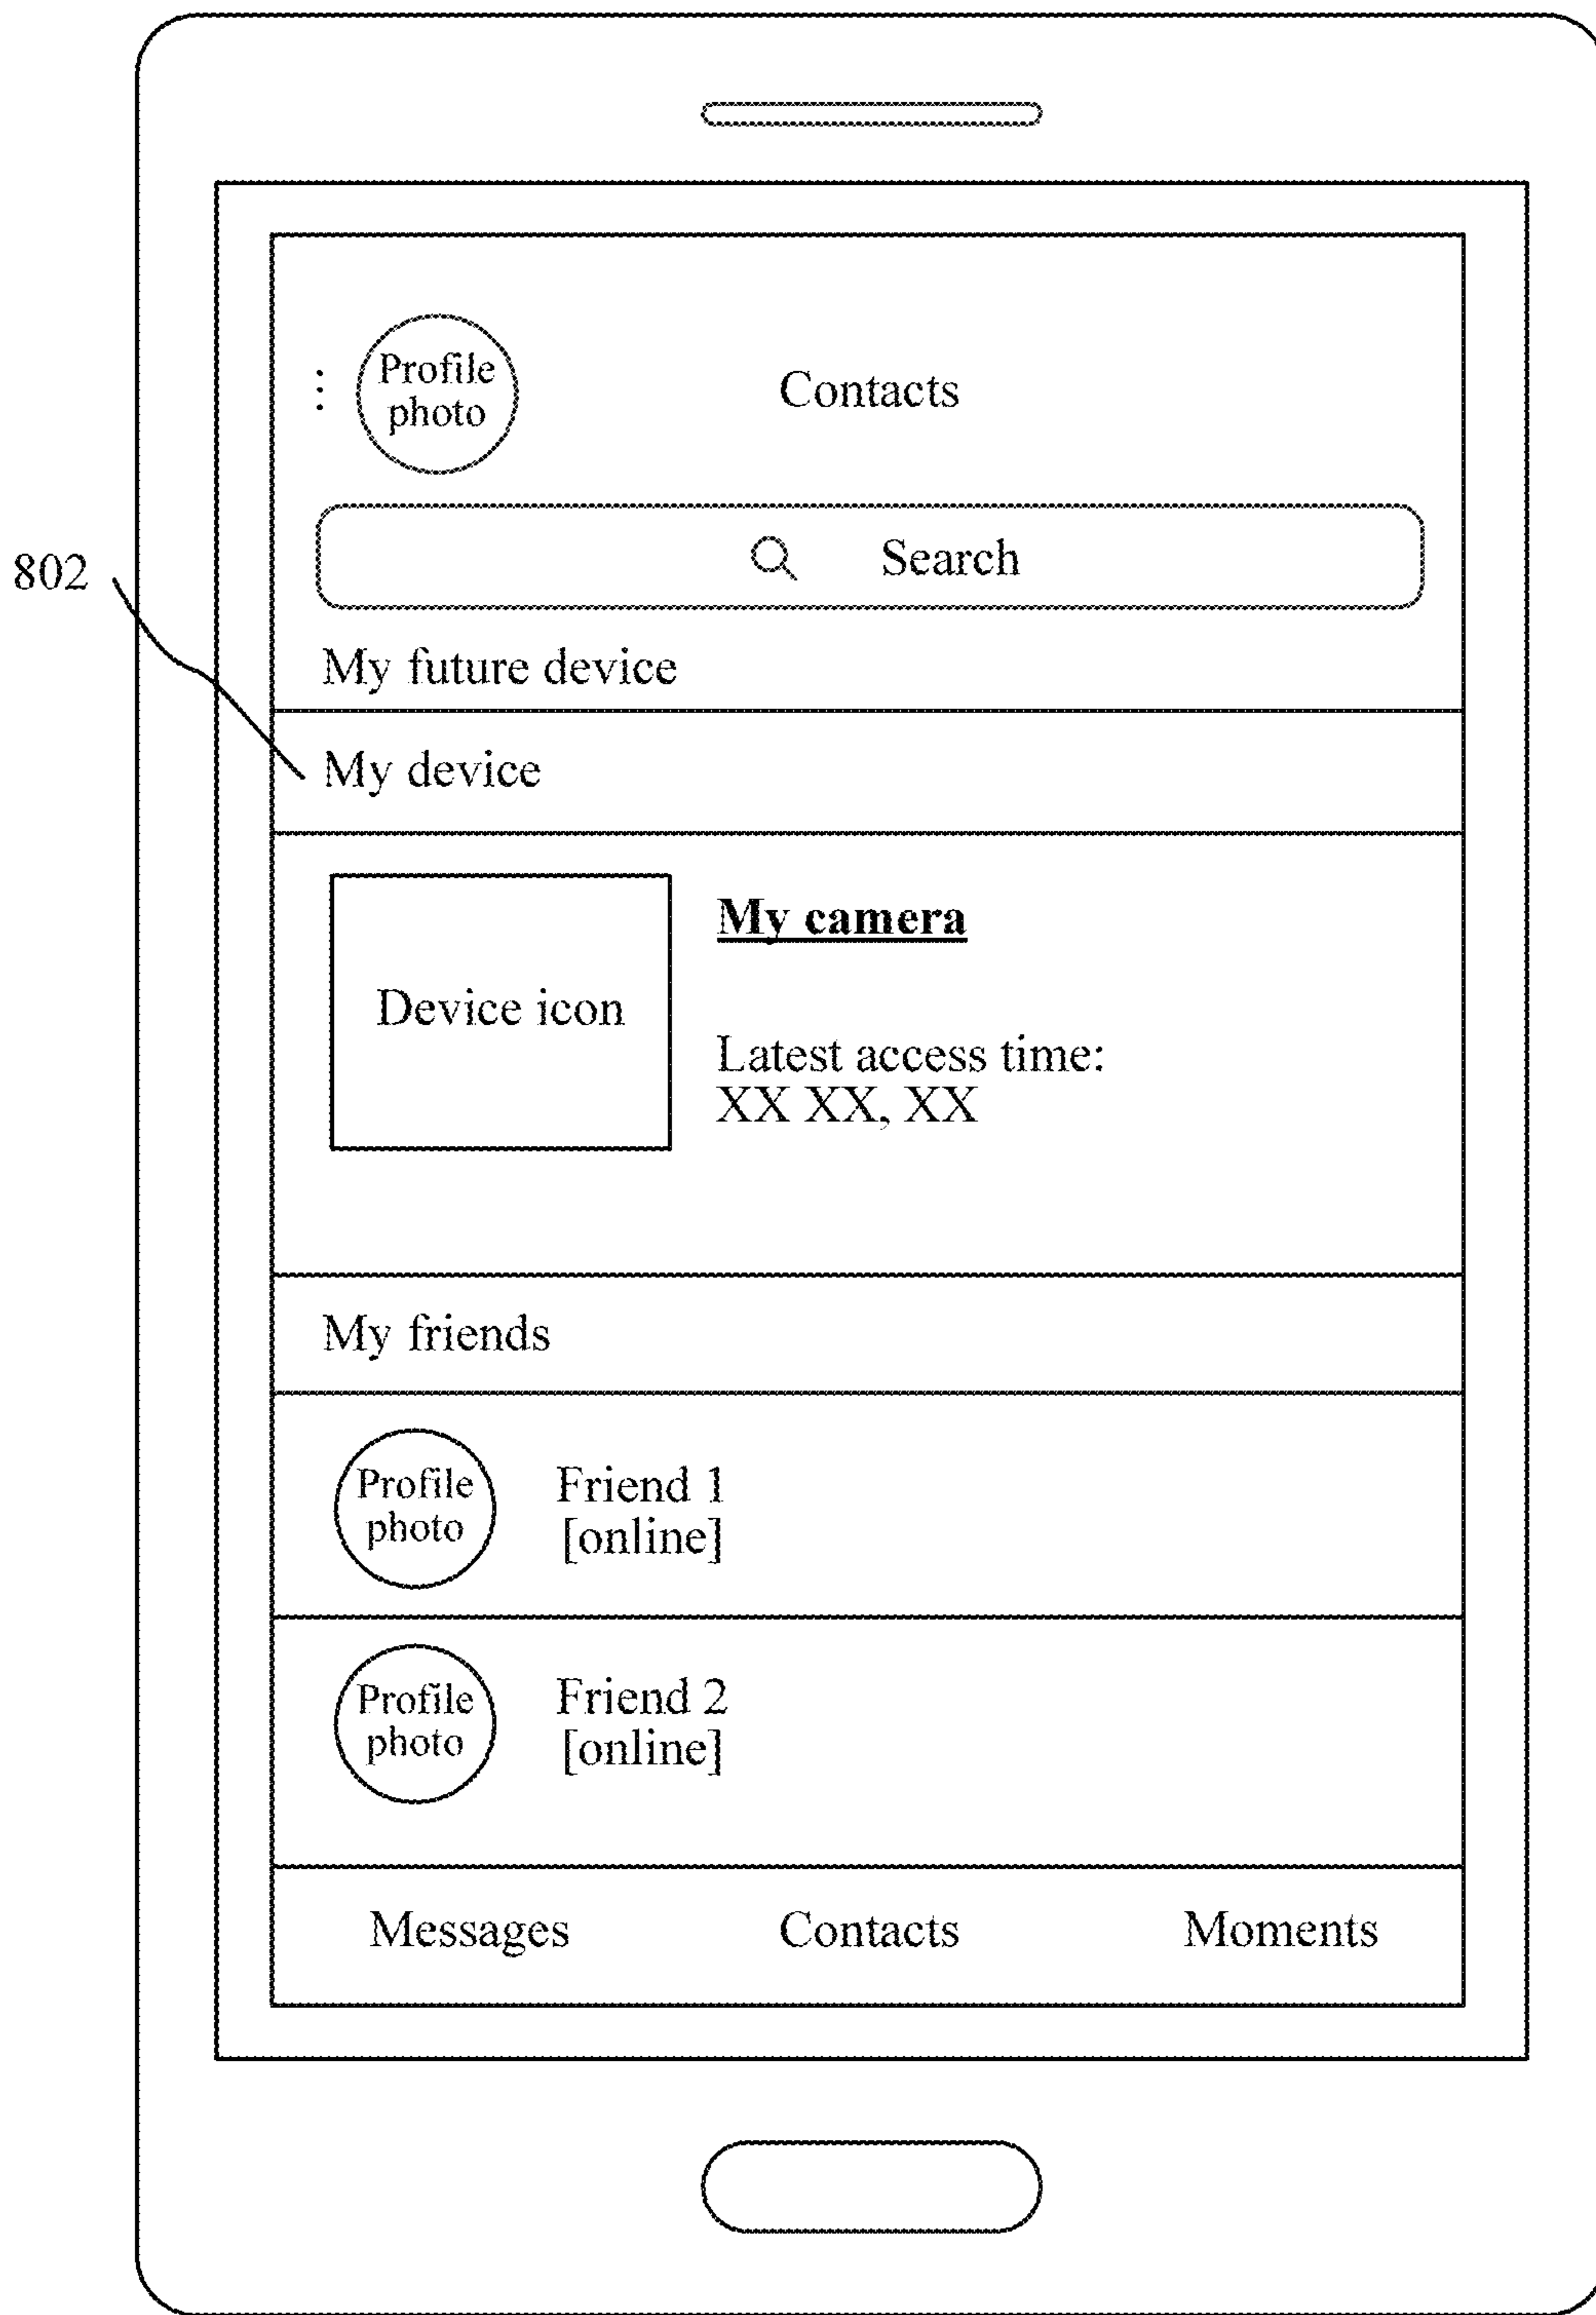 Profile
photo
Contacts
802
Search
My future device
My device
Device icon
My camera
Latest access time:
XX XX, XX
My friends
Profile
photo
Friend 1
[online]
Profile
photo
Friend 2
[online]
Messages
Contacts
Moments